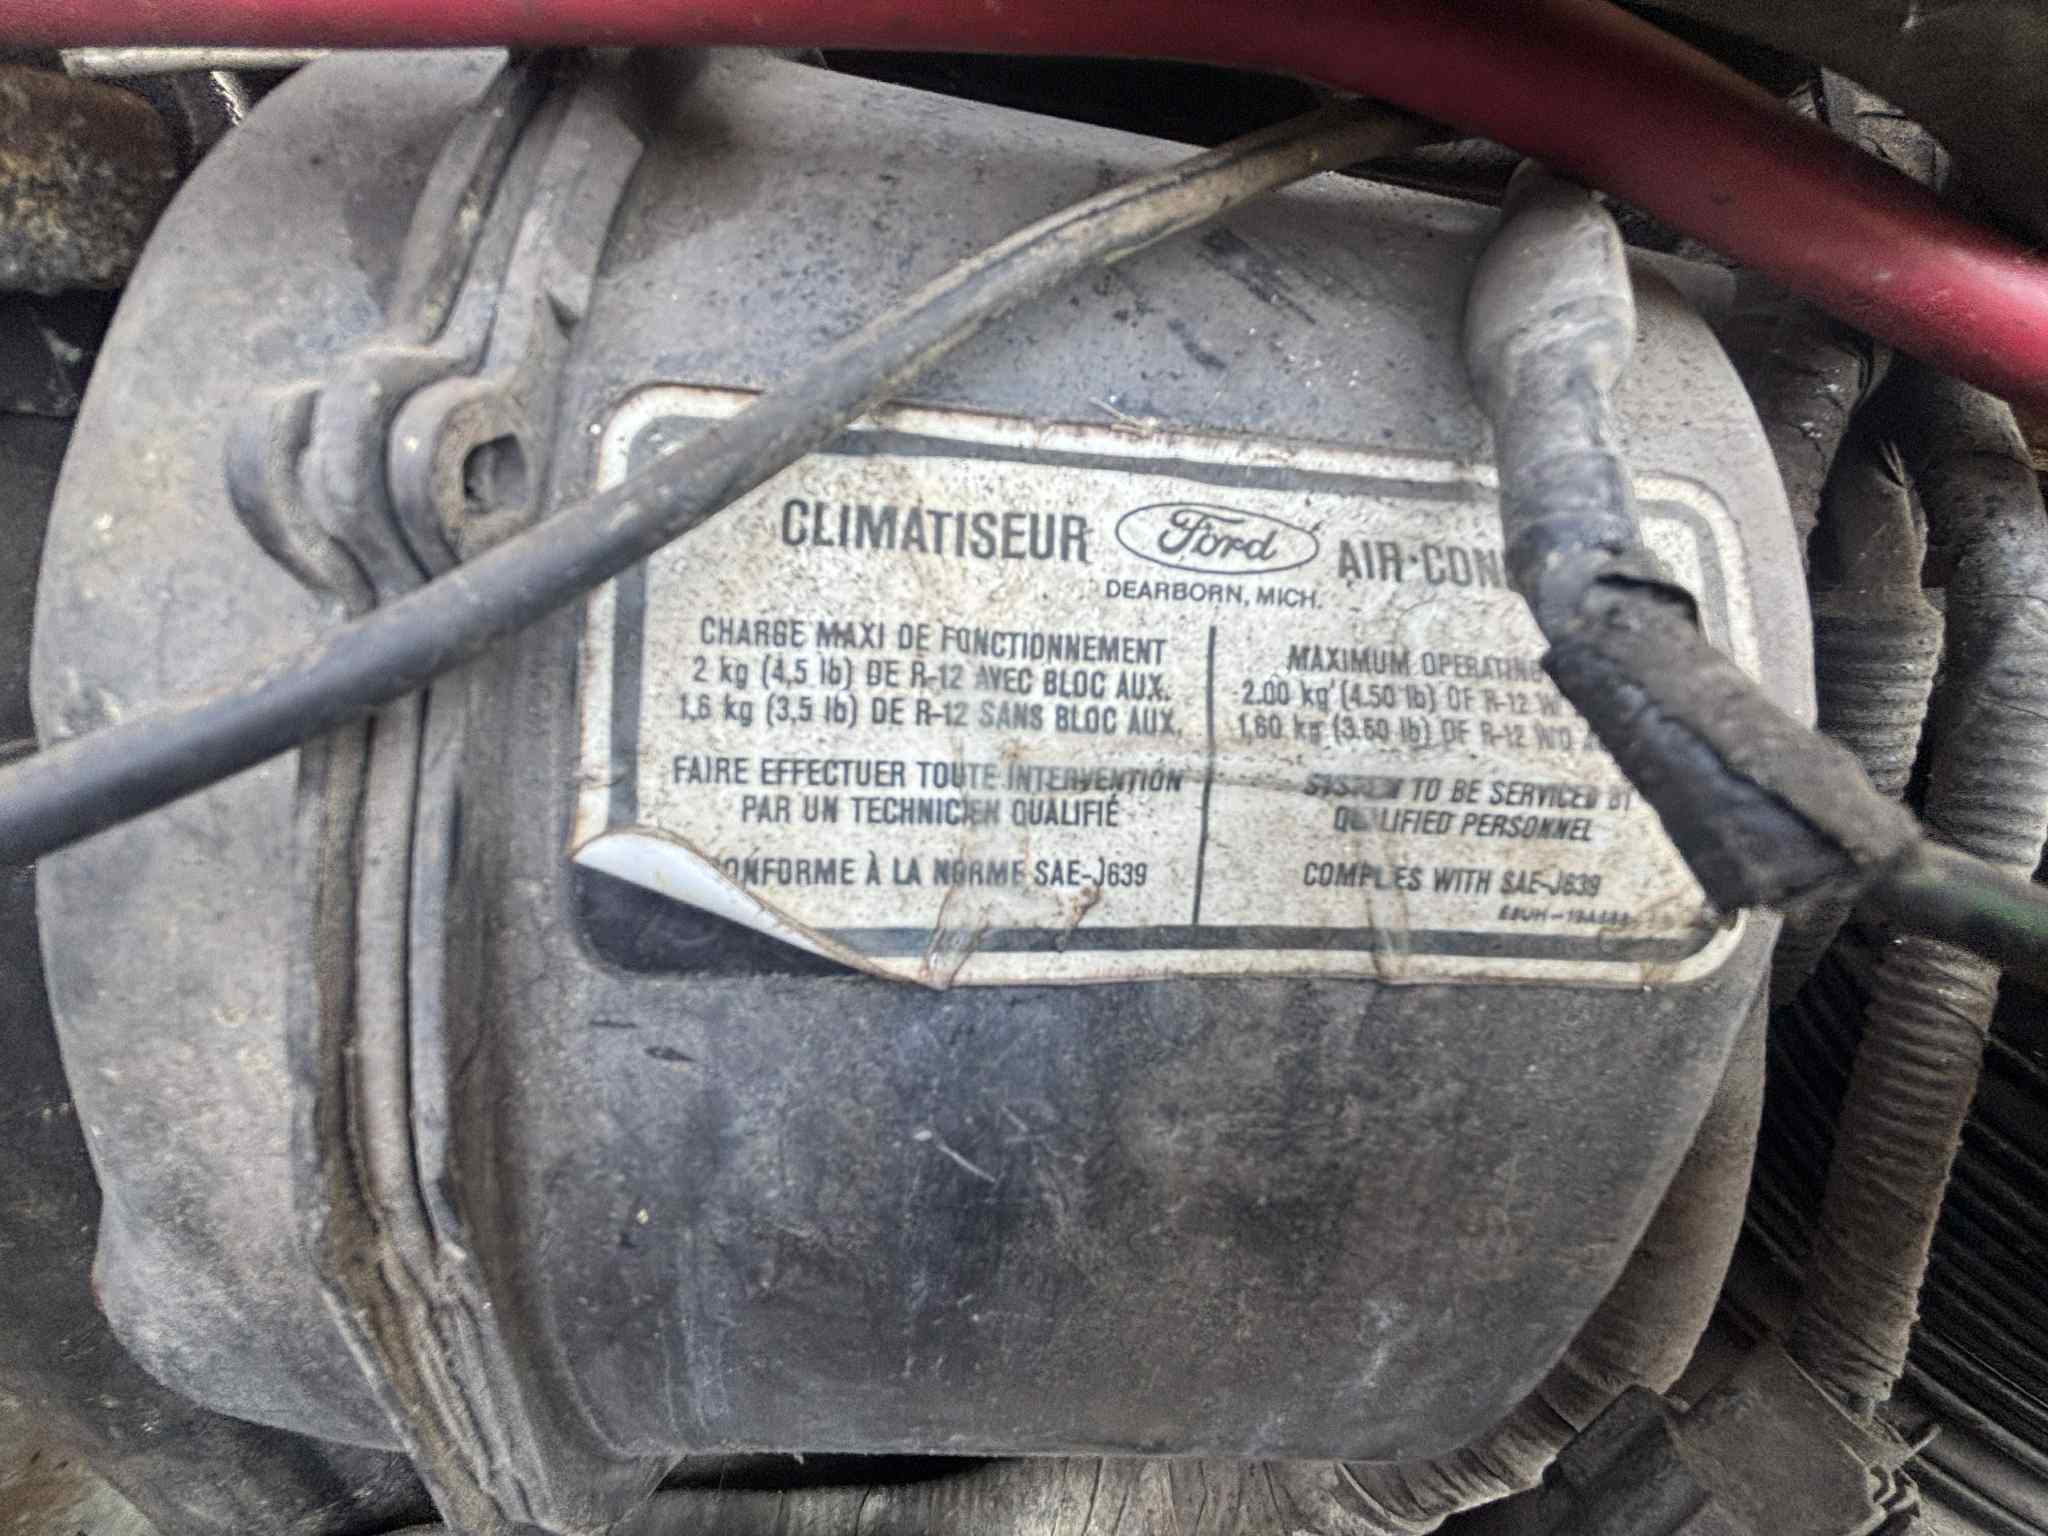 CLIMATISEUR Ford AIR-CON
DEARBORN, MICH.
CHARGE MAXI DE FONCTIONNEMENT
2 kg (4,5 lb) DE R-12 AVEC BLOC AUX.
1,6 kg (3,5 lb) DE R-12 SANS BLOC AUX.
FAIRE EFFECTUER TOUTE INTERVENTION
PAR UN TECHNICIEN QUALIFIÉ
ONFORME À LA NORME SAE-J639
MAXIMUM OPERATING
2.00 kg (4.50 lb) OF R-12 W/
1.60 kg (3.50 lb) OF R-12 W/O
SYSTEM TO BE SERVICED BY
QUALIFIED PERSONNEL
COMPLIES WITH SAE-J639